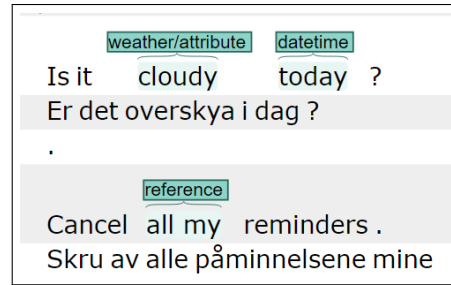 weather/attribute datetime
Is it cloudy today ?
Er det overskya i dag ?
.
reference
Cancel all my reminders .
Skru av alle påminnelsene mine